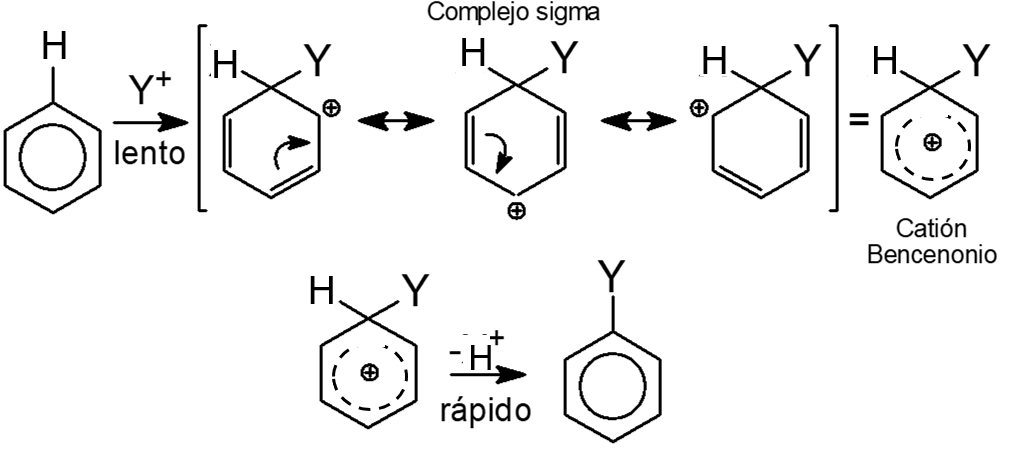 Complejo sigma
H
Y⁺
lento
H Y
⊕
H Y
⊕
H Y
⊕
=
H Y
⊕
Catión
Bencenonio
H Y
⊕
- H⁺
rápido
Y